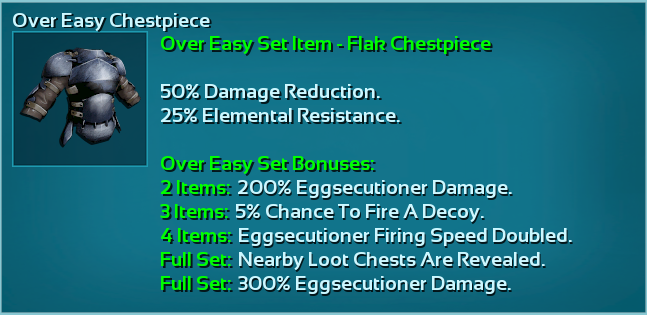 Over Easy Chestpiece
Over Easy Set Item - Flak Chestpiece
50% Damage Reduction.
25% Elemental Resistance.
Over Easy Set Bonuses:
2 Items: 200% Eggsecutioner Damage.
3 Items: 5% Chance To Fire A Decoy.
4 Items: Eggsecutioner Firing Speed Doubled.
Full Set: Nearby Loot Chests Are Revealed.
Full Set: 300% Eggsecutioner Damage.